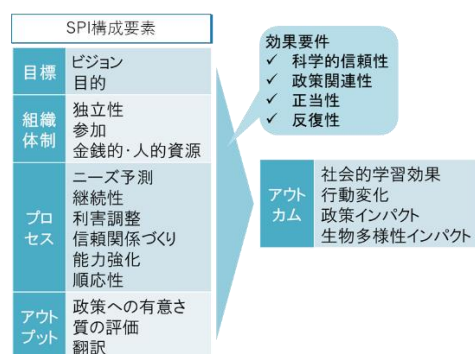 SPI構成要素
目標
ビジョン
目的
組織
体制
独立性
参加
金銭的･人的資源
プロ
セス
ニーズ予測
継続性
利害調整
信頼関係づくり
能力強化
順応性
アウト
プット
政策への有意さ
質の評価
翻訳
効果要件
✓ 科学的信頼性
✓ 政策関連性
✓ 正当性
✓ 反復性
アウト
カム
社会的学習効果
行動変化
政策インパクト
生物多様性インパクト